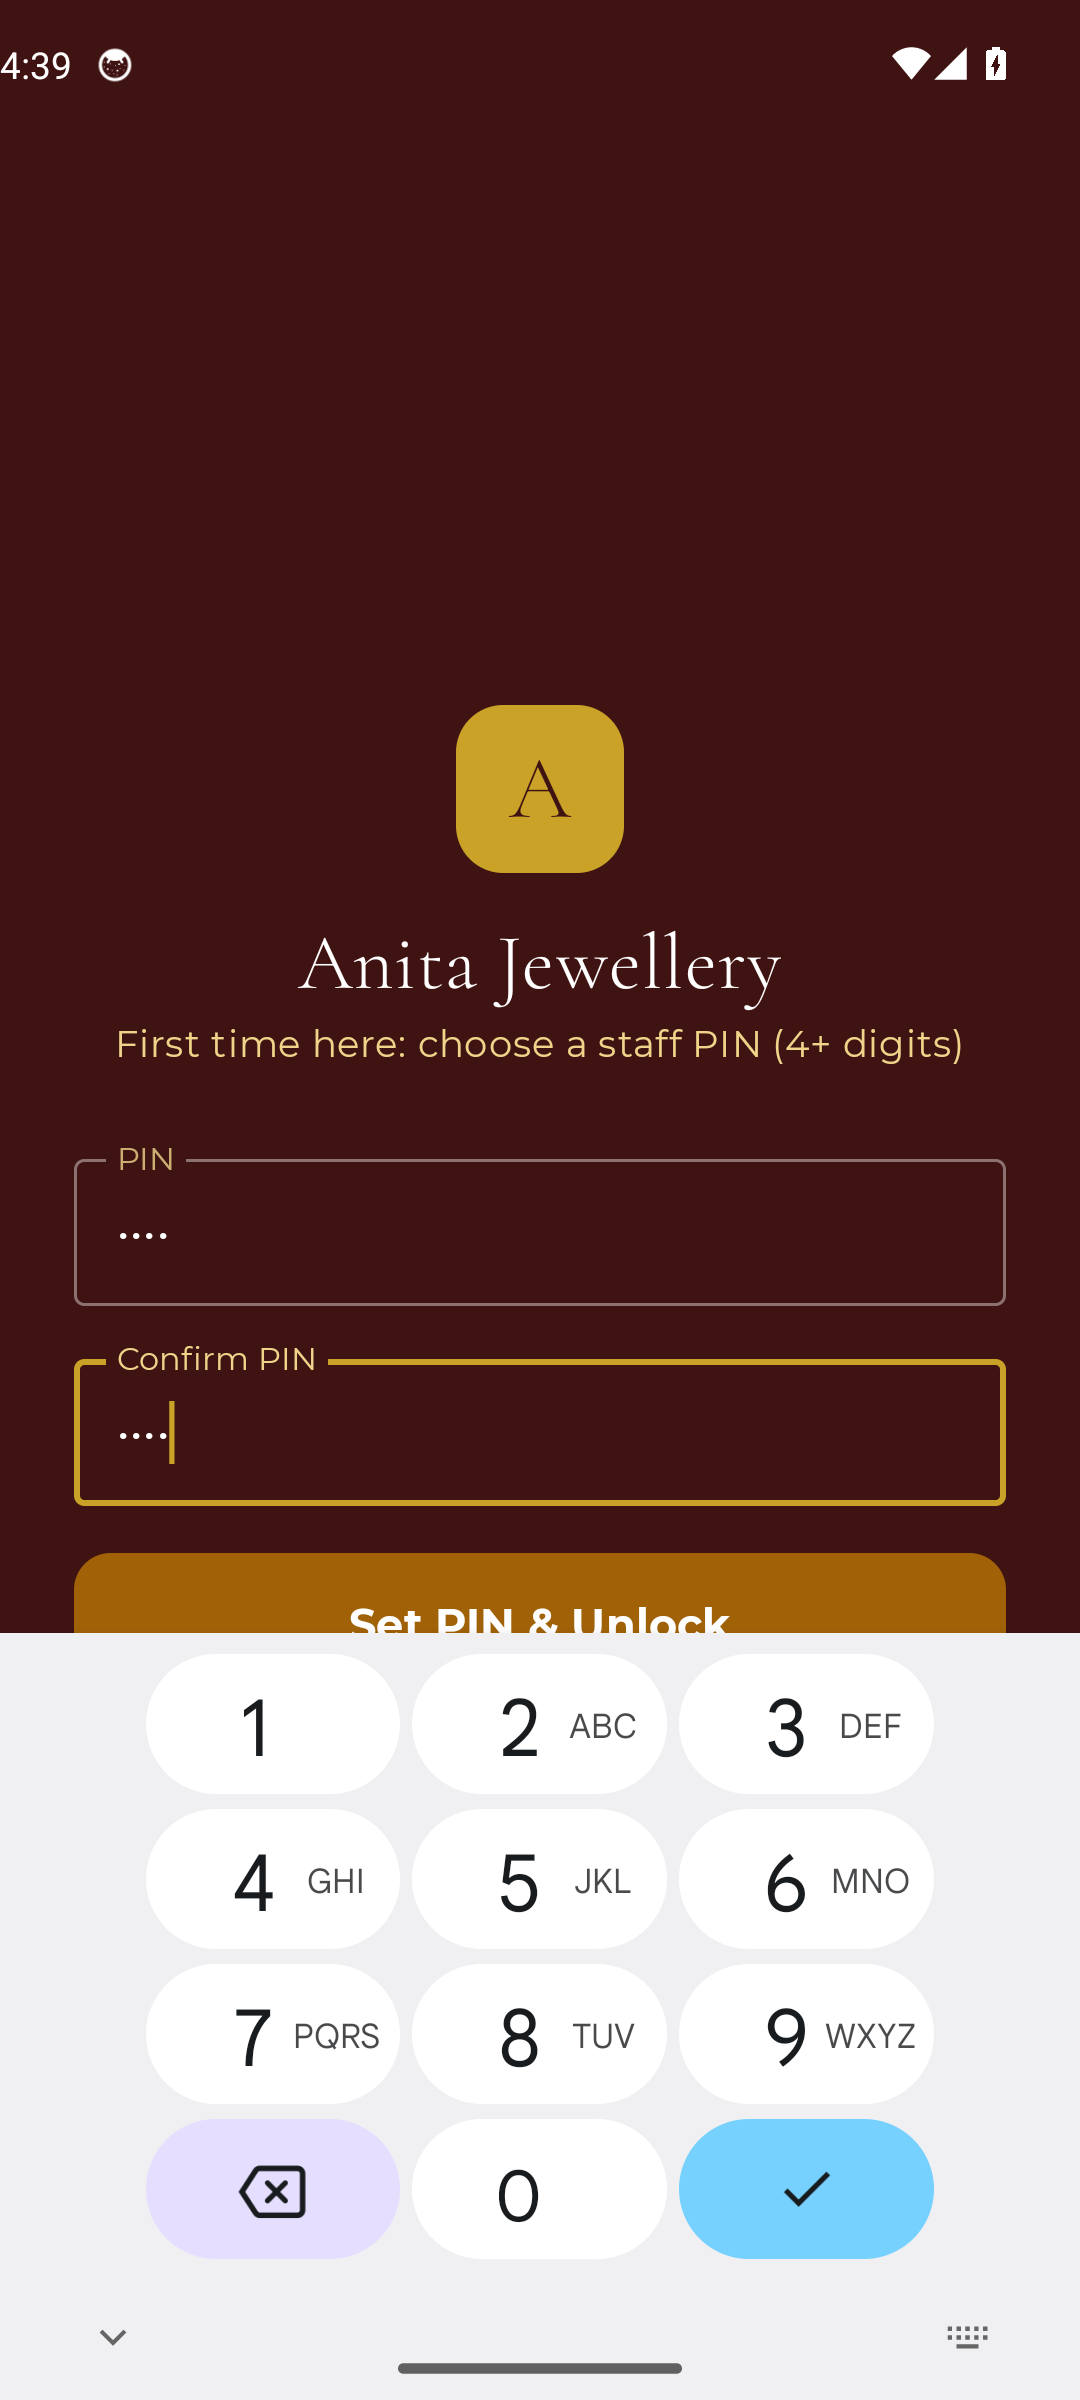 4:39
A
Anita Jewellery
First time here: choose a staff PIN (4+ digits)
PIN
••••
Confirm PIN
••••
Set PIN & Unlock
1
2 ABC
3 DEF
4 GHI
5 JKL
6 MNO
7 PQRS
8 TUV
9 WXYZ
0